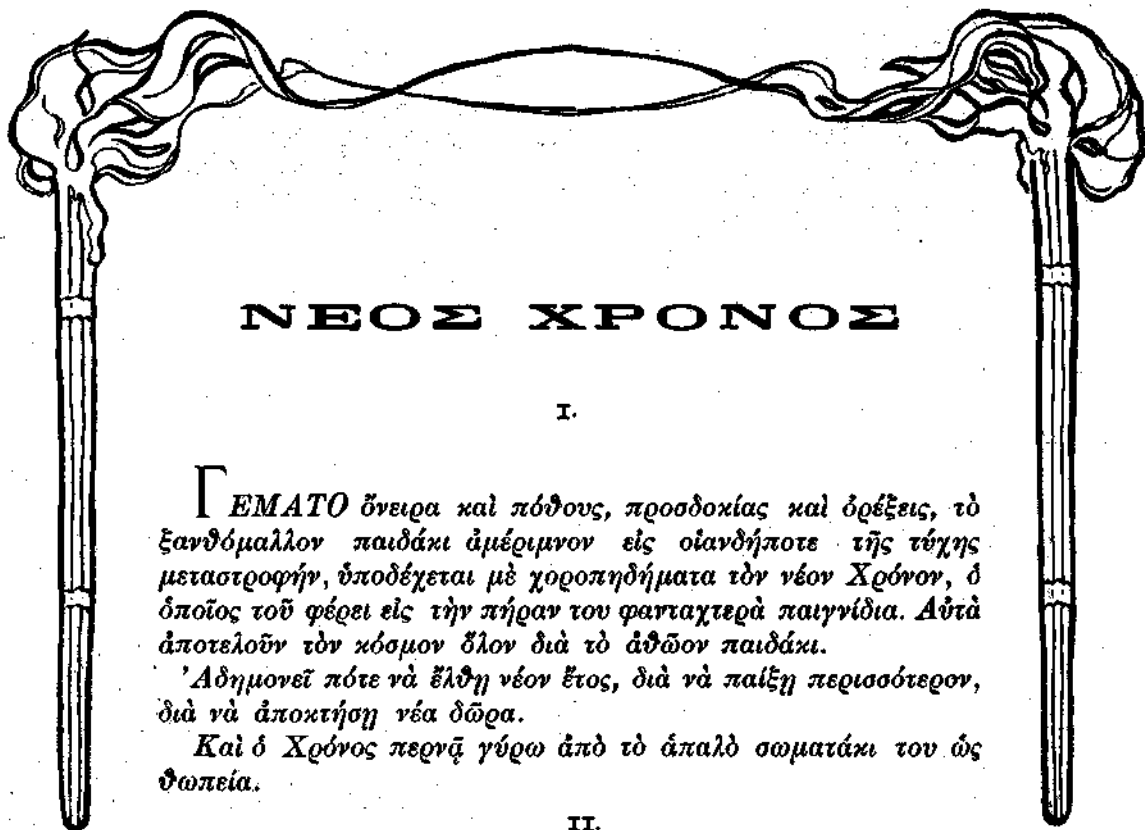 ΝΕΟΣ ΧΡΟΝΟΣ
I.
ΓΕΜΑΤΟ ὄνειρα καὶ πόθους, προσδοκίας καὶ ὀρέξεις, τὸ
ξανθόμαλλον παιδάκι ἀμέριμνον εἰς οἱανδήποτε τῆς τύχης
μεταστροφήν, ὑποδέχεται μὲ χοροπηδήματα τὸν νέον Χρόνον, ὁ
ὁποῖος τοῦ φέρει εἰς τὴν πήραν του φανταχτερὰ παιγνίδια. Αὐτὰ
ἀποτελοῦν τὸν κόσμον ὅλον διὰ τὸ ἀθῶον παιδάκι.
Ἀδημονεῖ πότε νὰ ἔλθῃ νέον ἔτος, διὰ νὰ παίξῃ περισσότερον,
διὰ νὰ ἀποκτήσῃ νέα δῶρα.
Καὶ ὁ Χρόνος περνᾷ γύρω ἀπὸ τὸ ἁπαλὸ σωματάκι του ὡς
θωπεία.
II.